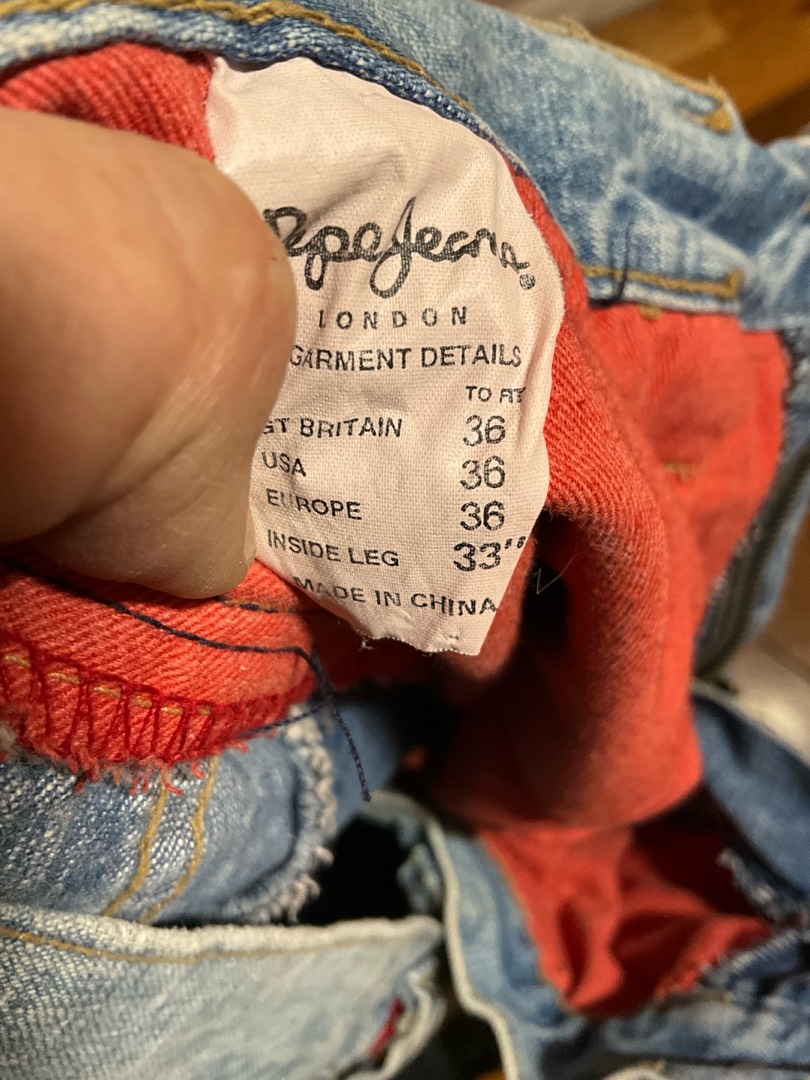 Pepe Jeans®
LONDON
GARMENT DETAILS
TO FIT
GT BRITAIN 36
USA 36
EUROPE 36
INSIDE LEG 33"
MADE IN CHINA